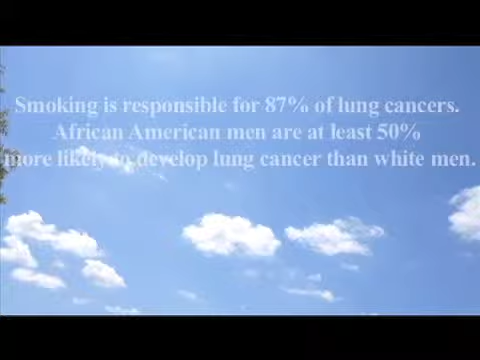 Smoking is responsible for 87% of lung cancers.
African American men are at least 50%
more likely to develop lung cancer than white men.